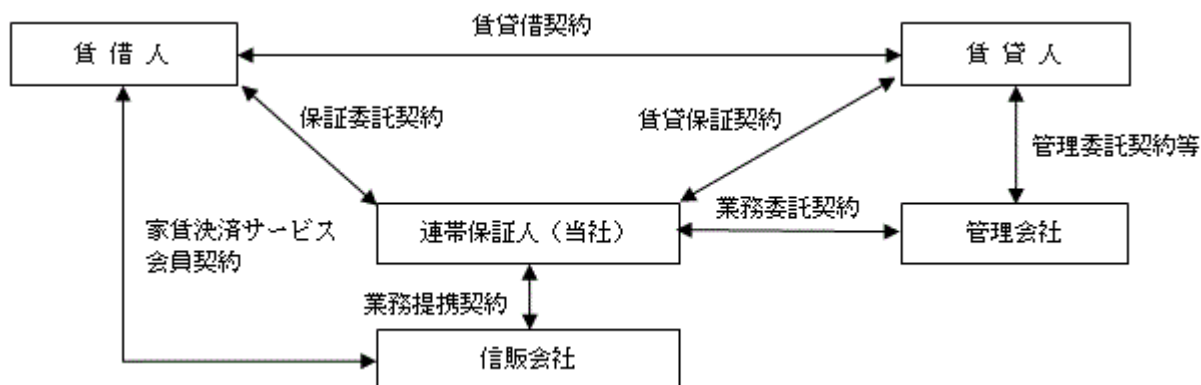 賃貸借契約
賃 借 人
賃 貸 人
保証委託契約
賃貸保証契約
管理委託契約等
家賃決済サービス
会員契約
連帯保証人（当社）
業務委託契約
管理会社
業務提携契約
信販会社